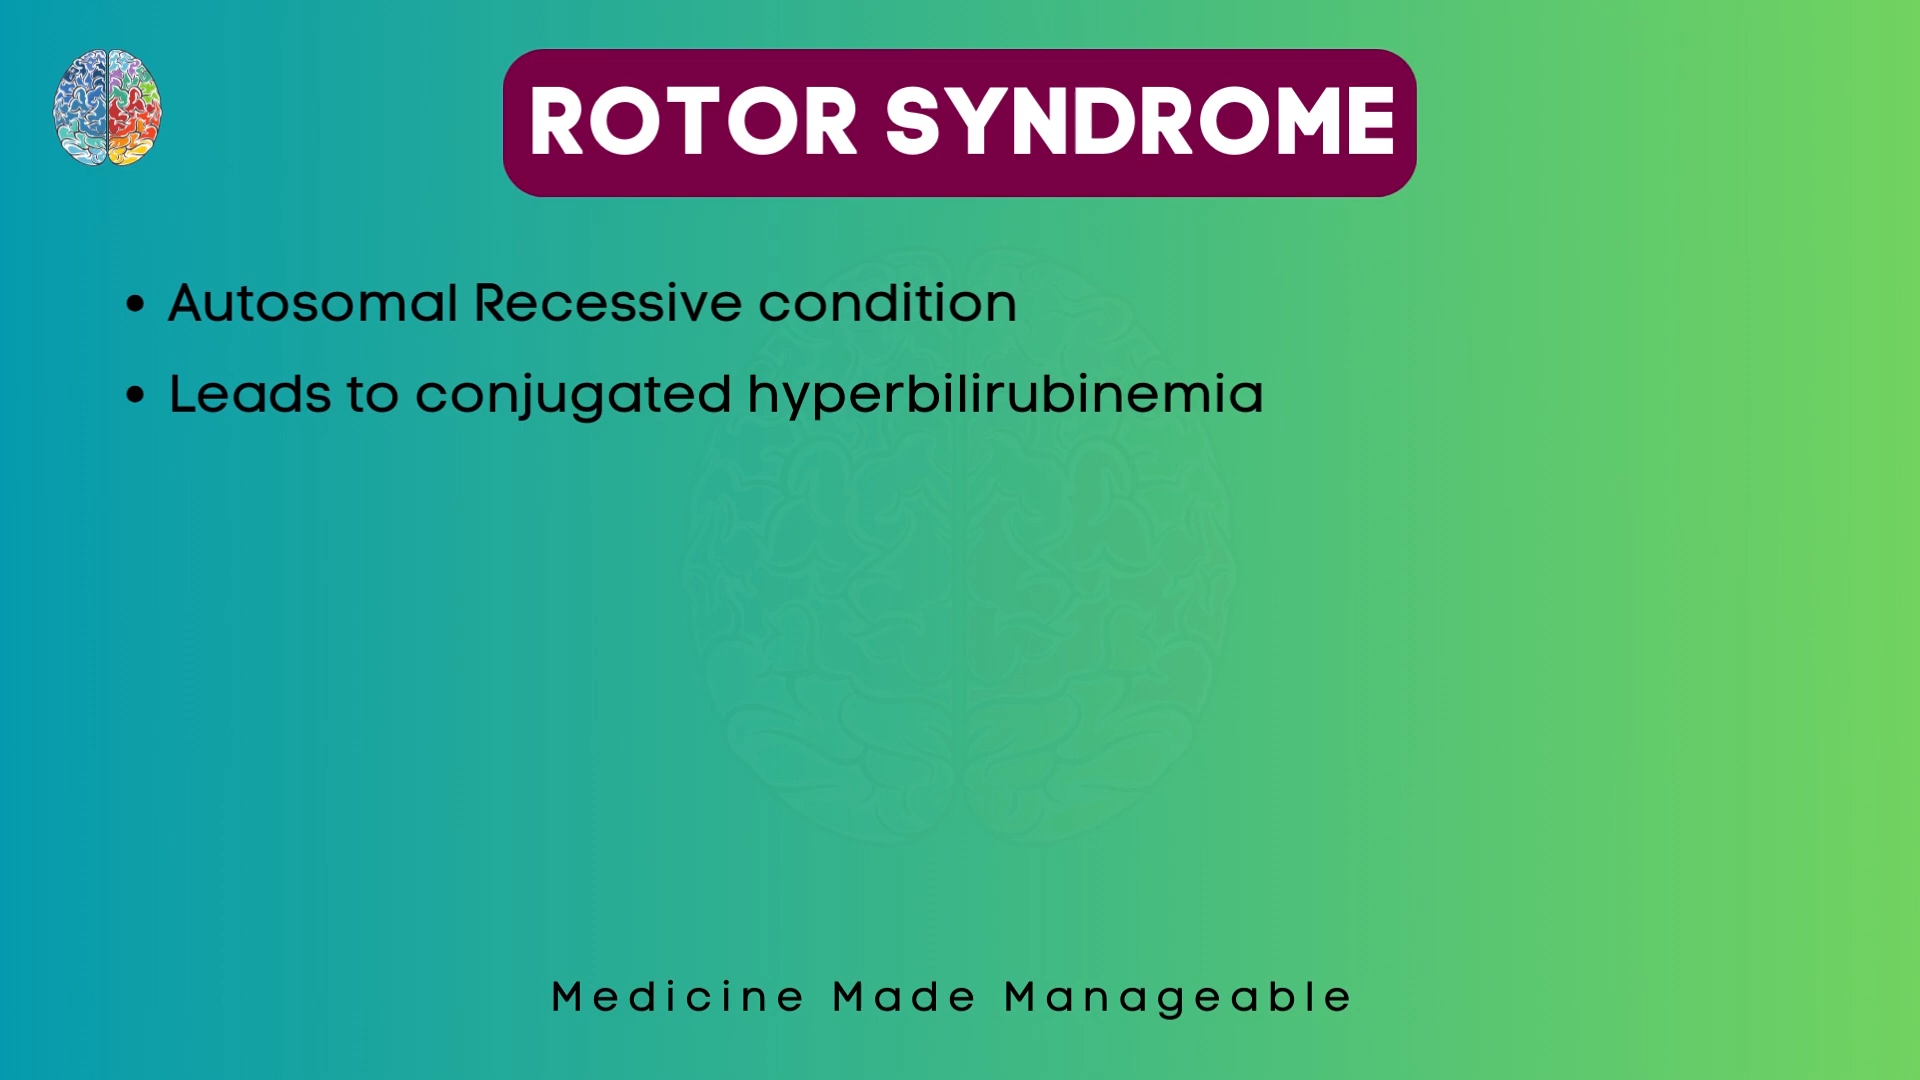 ROTOR SYNDROME
• Autosomal Recessive condition
• Leads to conjugated hyperbilirubinemia
Medicine Made Manageable